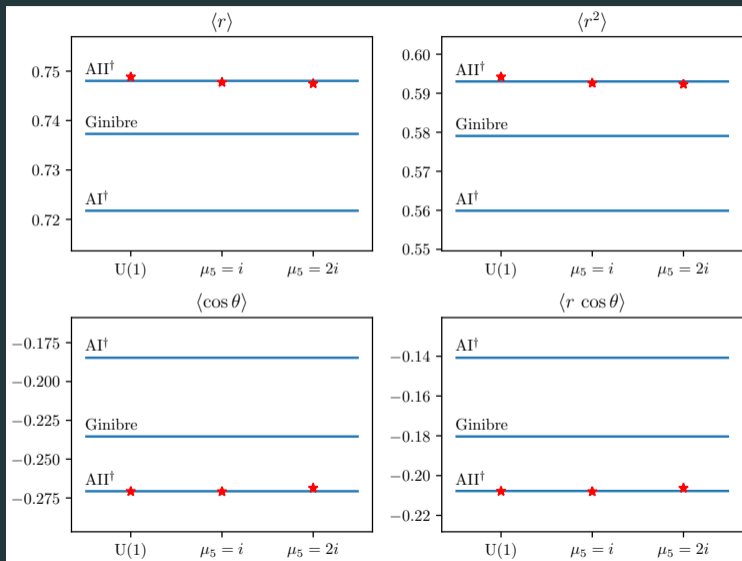 ⟨r⟩
0.75
0.74
0.73
0.72
AII†
Ginibre
AI†
U(1)
μ₅ = i
μ₅ = 2i
⟨r²⟩
0.60
0.59
0.58
0.57
0.56
0.55
AII†
Ginibre
AI†
U(1)
μ₅ = i
μ₅ = 2i
⟨cos θ⟩
−0.175
−0.200
−0.225
−0.250
−0.275
AI†
Ginibre
AII†
U(1)
μ₅ = i
μ₅ = 2i
⟨r cos θ⟩
−0.14
−0.16
−0.18
−0.20
−0.22
AI†
Ginibre
AII†
U(1)
μ₅ = i
μ₅ = 2i